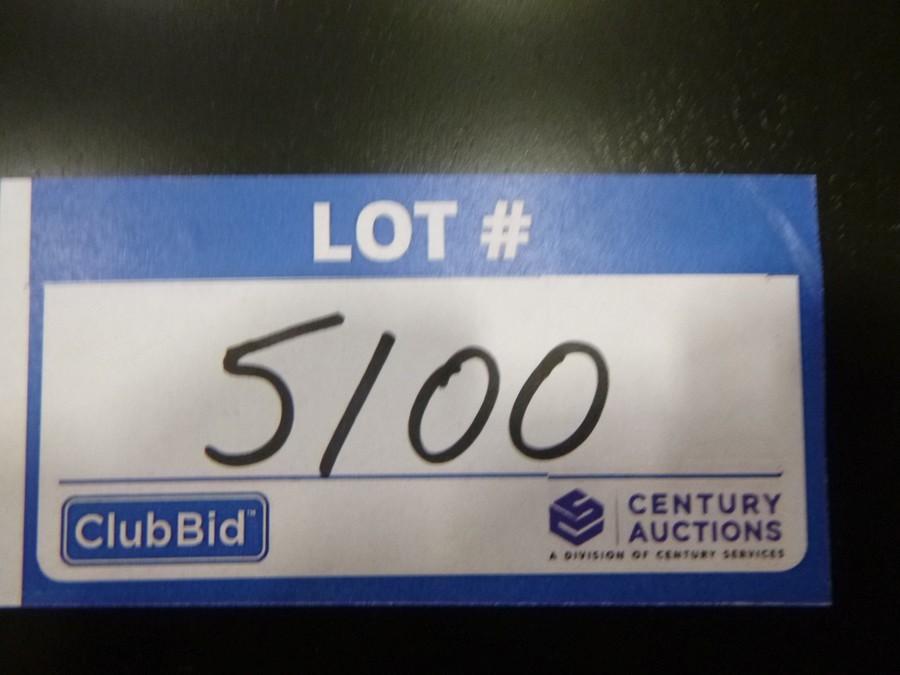 LOT #
5100
ClubBid™
CENTURY
AUCTIONS
A DIVISION OF CENTURY SERVICES